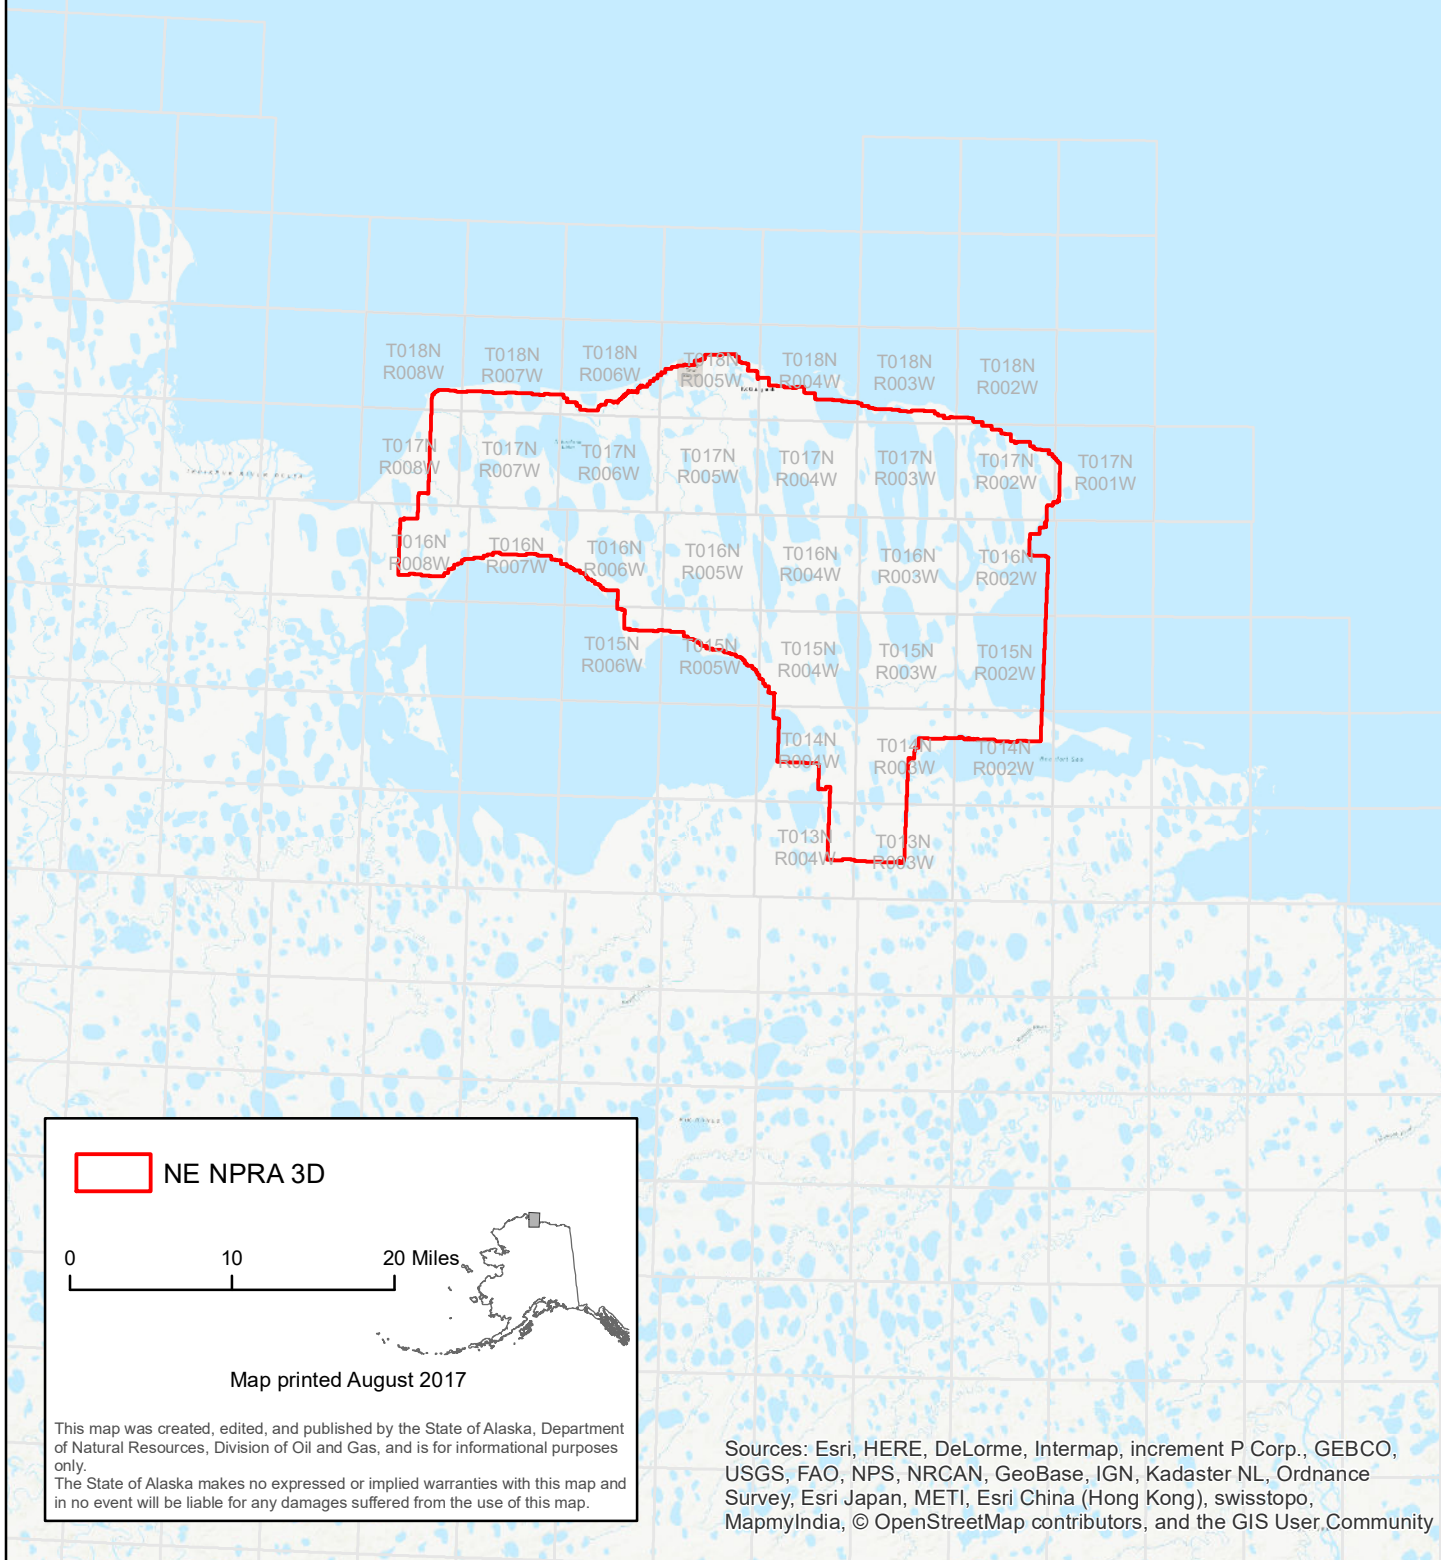 T018N T018N T018N T018N T018N T018N T018N
R008W R007W R006W R005W R004W R003W R002W
T017N T017N T017N T017N T017N T017N T017N T017N
R008W R007W R006W R005W R004W R003W R002W R001W
T016N T016N T016N T016N T016N T016N T016N
R008W R007W R006W R005W R004W R003W R002W
T015N T015N T015N T015N T015N
R006W R005W R004W R003W R002W
T014N T014N T014N
R004W R003W R002W
Beaufort Sea
T013N T013N
R004W R003W
NE NPRA 3D
0 10 20 Miles
Map printed August 2017
This map was created, edited, and published by the State of Alaska, Department
of Natural Resources, Division of Oil and Gas, and is for informational purposes
only.
The State of Alaska makes no expressed or implied warranties with this map and
in no event will be liable for any damages suffered from the use of this map.
Sources: Esri, HERE, DeLorme, Intermap, increment P Corp., GEBCO,
USGS, FAO, NPS, NRCAN, GeoBase, IGN, Kadaster NL, Ordnance
Survey, Esri Japan, METI, Esri China (Hong Kong), swisstopo,
MapmyIndia, © OpenStreetMap contributors, and the GIS User Community